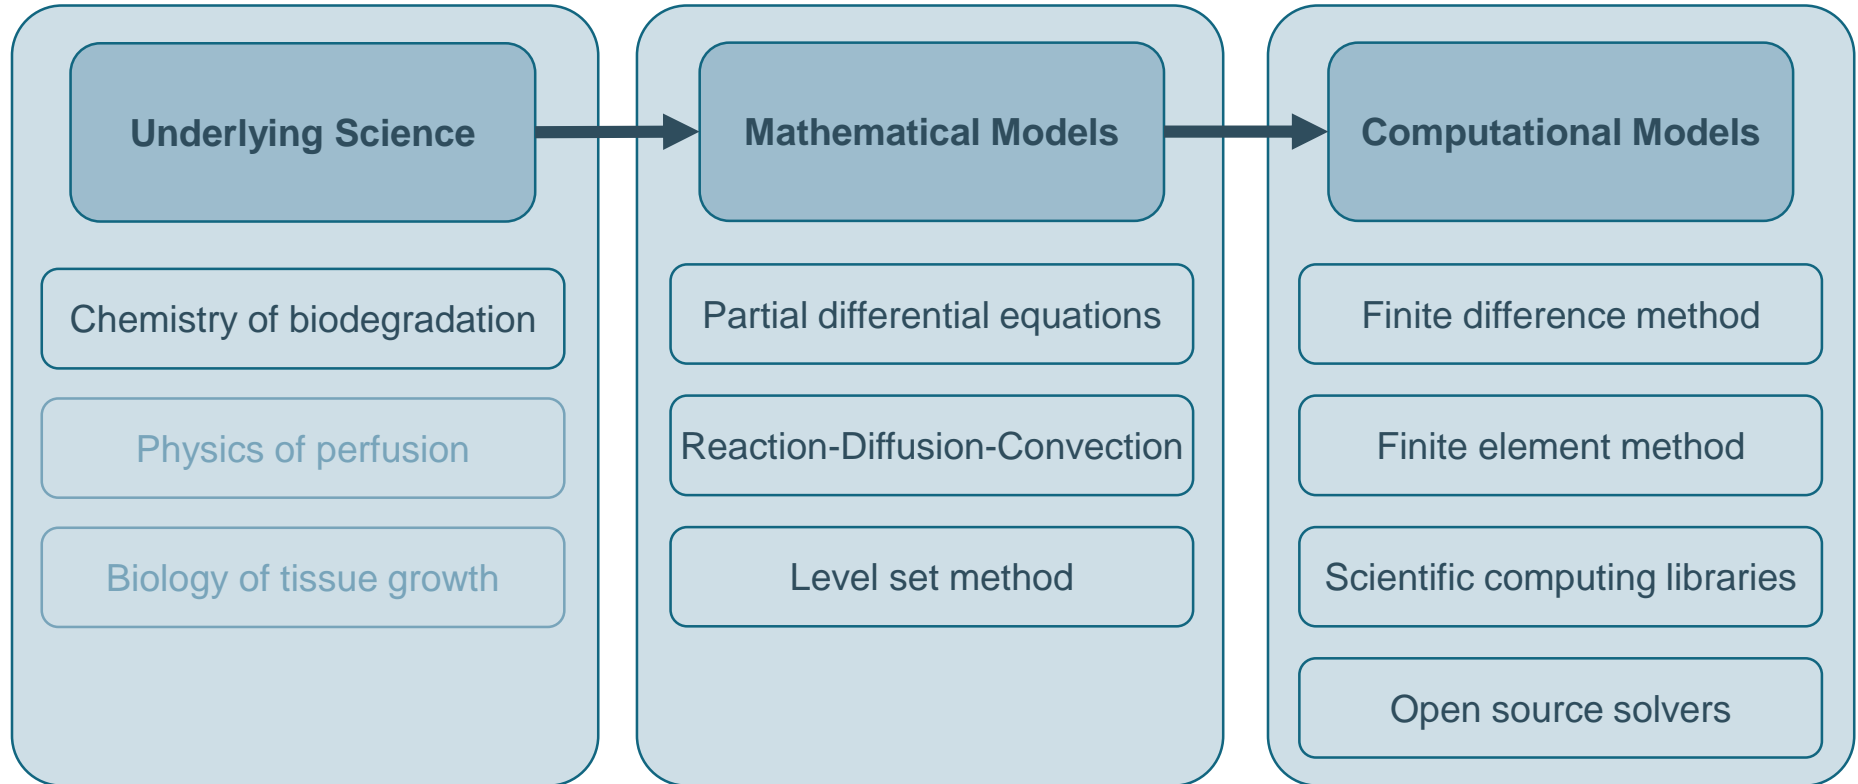 Underlying Science
Chemistry of biodegradation
Physics of perfusion
Biology of tissue growth
Mathematical Models
Partial differential equations
Reaction-Diffusion-Convection
Level set method
Computational Models
Finite difference method
Finite element method
Scientific computing libraries
Open source solvers